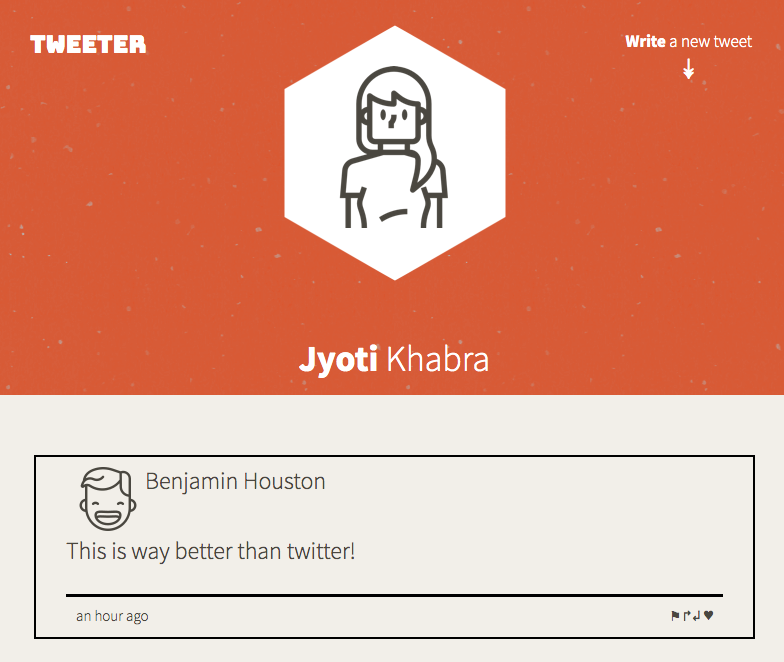 TWEETER
Write a new tweet
Jyoti Khabra
Benjamin Houston
This is way better than twitter!
an hour ago